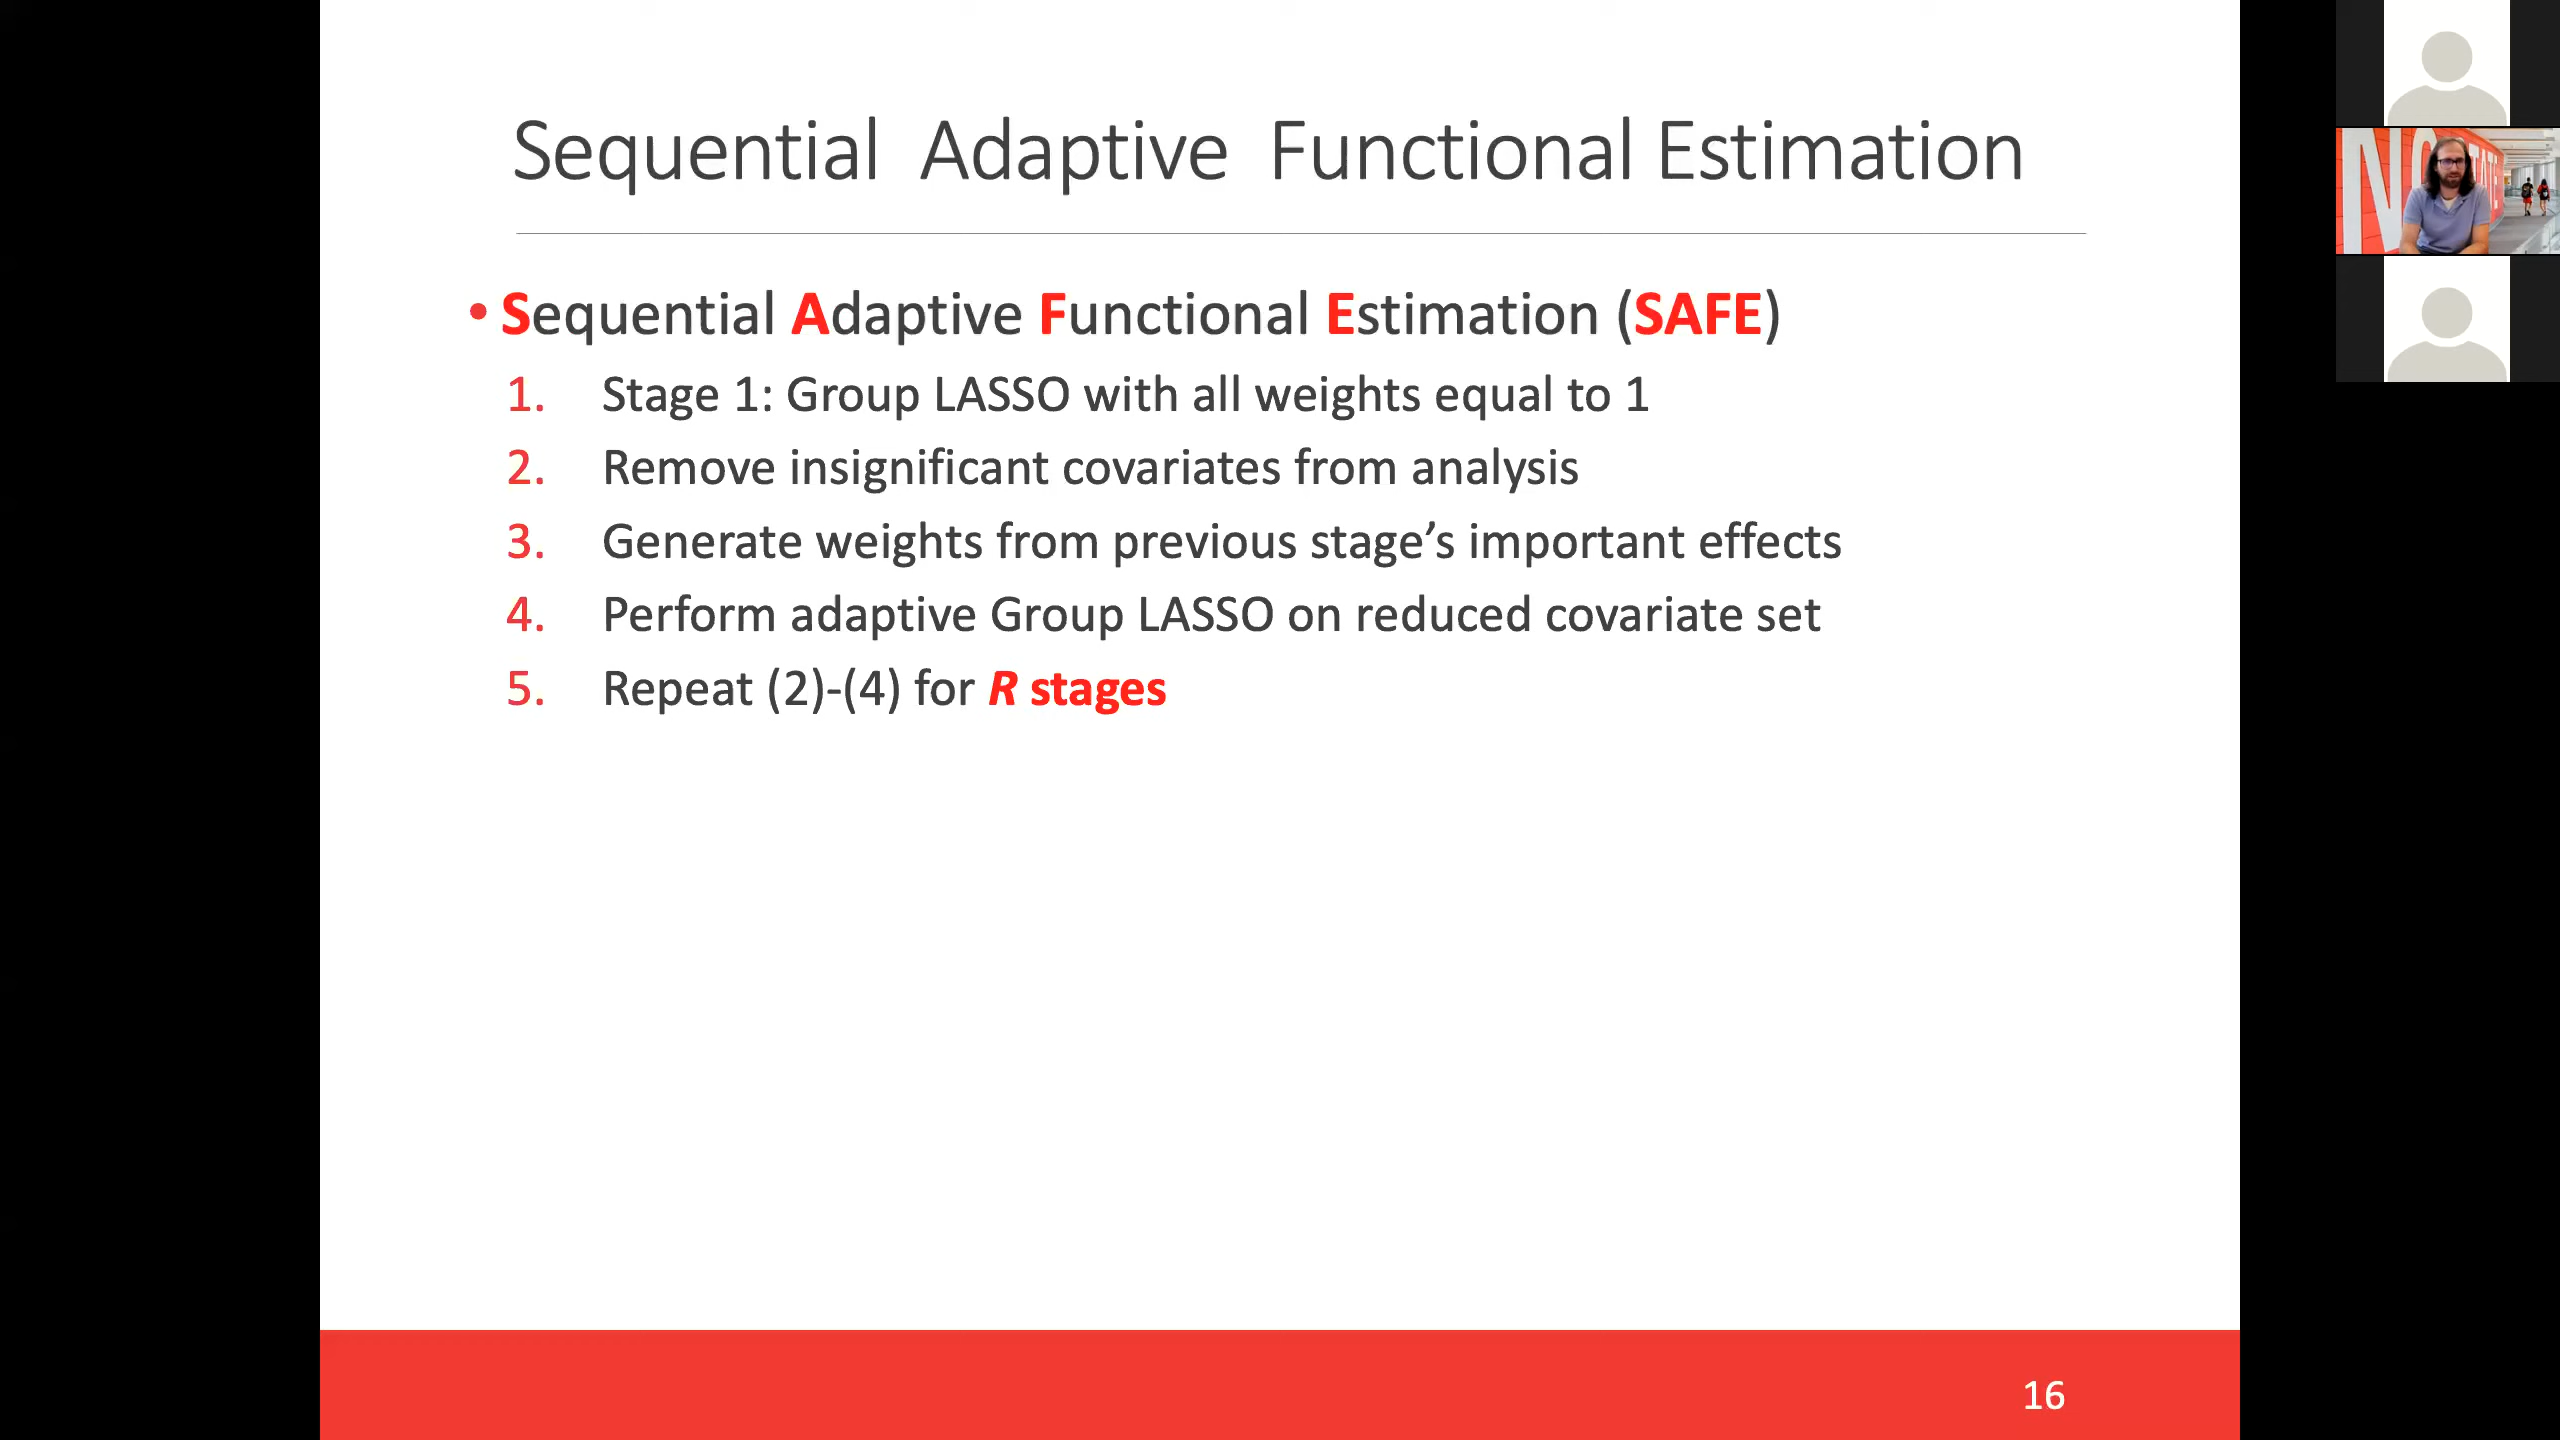 Sequential Adaptive Functional Estimation
• Sequential Adaptive Functional Estimation (SAFE)
1. Stage 1: Group LASSO with all weights equal to 1
2. Remove insignificant covariates from analysis
3. Generate weights from previous stage’s important effects
4. Perform adaptive Group LASSO on reduced covariate set
5. Repeat (2)-(4) for R stages
16